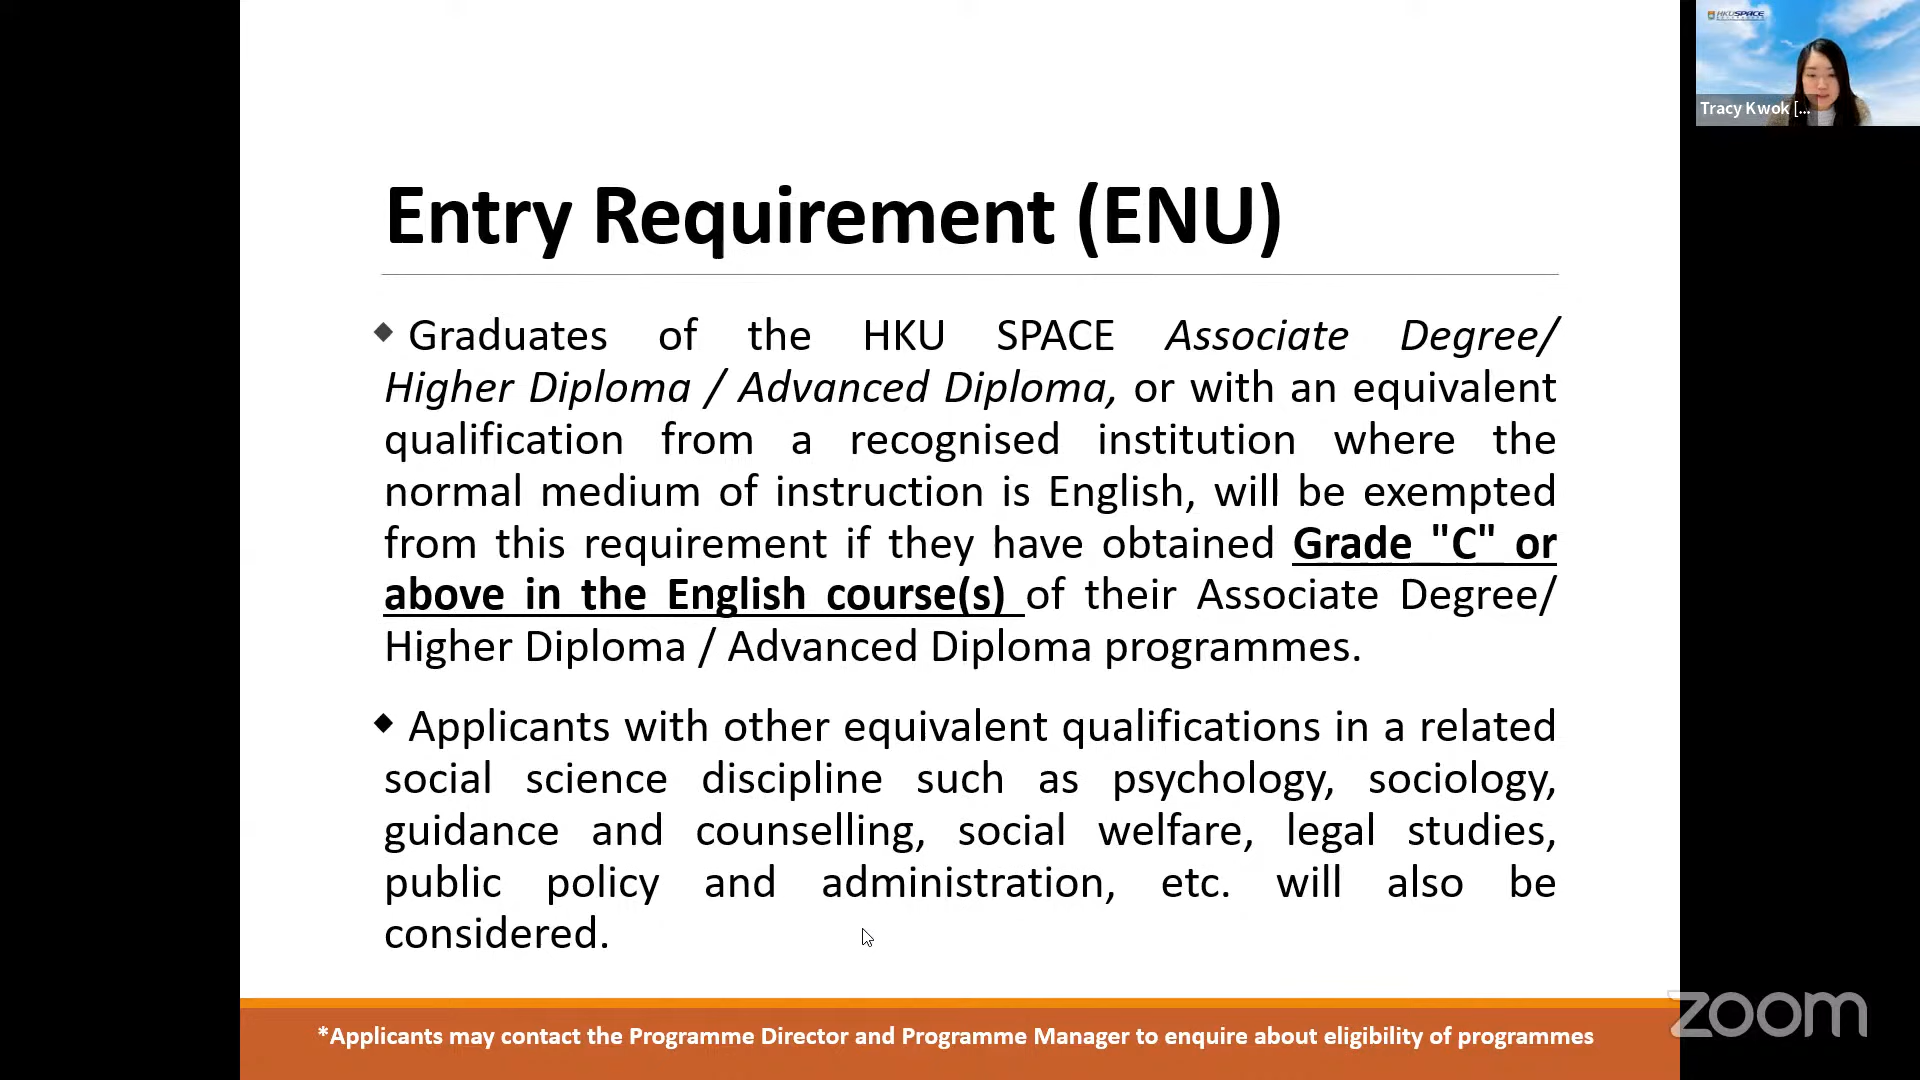 HKU SPACE
Tracy Kwok [...
Entry Requirement (ENU)
◆ Graduates of the HKU SPACE Associate Degree/
Higher Diploma / Advanced Diploma, or with an equivalent
qualification from a recognised institution where the
normal medium of instruction is English, will be exempted
from this requirement if they have obtained Grade "C" or
above in the English course(s) of their Associate Degree/
Higher Diploma / Advanced Diploma programmes.
◆ Applicants with other equivalent qualifications in a related
social science discipline such as psychology, sociology,
guidance and counselling, social welfare, legal studies,
public policy and administration, etc. will also be
considered.
*Applicants may contact the Programme Director and Programme Manager to enquire about eligibility of programmes
zoom